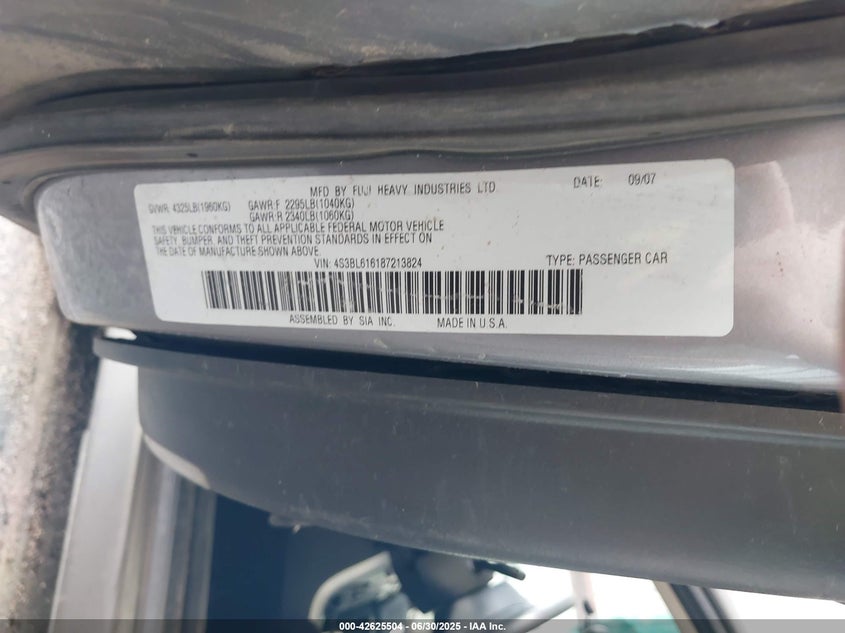 MFD BY FUJI HEAVY INDUSTRIES LTD. DATE: 09/07
GVWR: 4325LB(1960KG) GAWR:F 2295LB(1040KG)
GAWR:R 2340LB(1060KG)
THIS VEHICLE CONFORMS TO ALL APPLICABLE FEDERAL MOTOR VEHICLE
SAFETY, BUMPER, AND THEFT PREVENTION STANDARDS IN EFFECT ON
THE DATE OF MANUFACTURE SHOWN ABOVE.
VIN: 4S3BL616187213824 TYPE: PASSENGER CAR
ASSEMBLED BY SIA INC. MADE IN U.S.A.
000-42625504 - 06/30/2025 - IAA Inc.